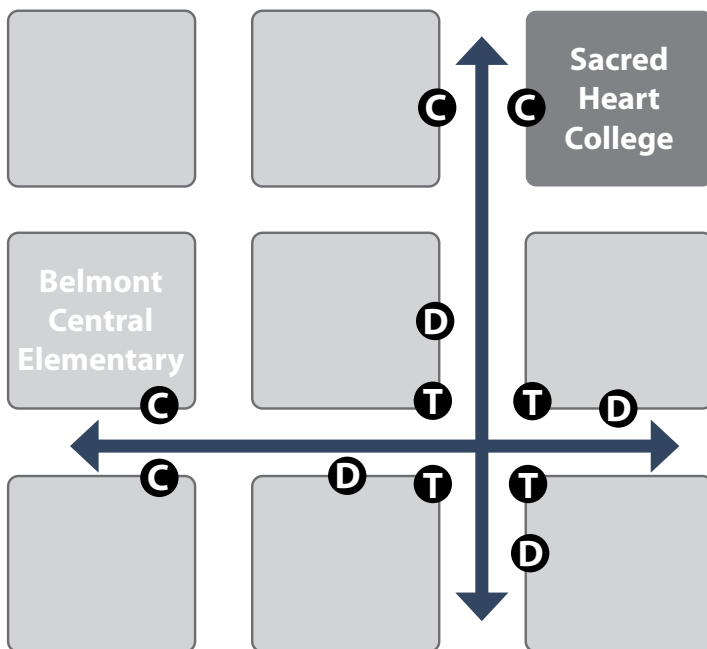 C
C
Sacred
Heart
College
Belmont
Central
Elementary
D
T
T
D
C
C
D
T
T
D